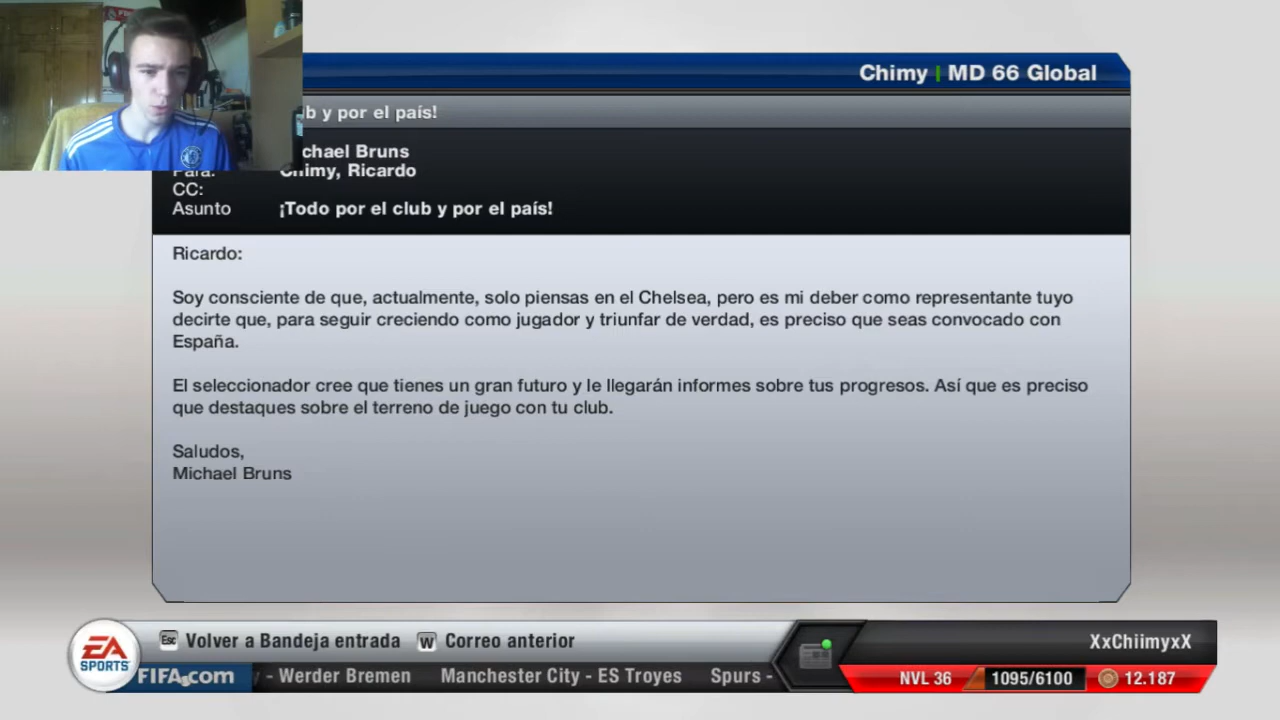 Chimy | MD 66 Global
b y por el país!
chael Bruns
Para: Chimy, Ricardo
CC:
Asunto ¡Todo por el club y por el país!
Ricardo:
Soy consciente de que, actualmente, solo piensas en el Chelsea, pero es mi deber como representante tuyo
decirte que, para seguir creciendo como jugador y triunfar de verdad, es preciso que seas convocado con
España.
El seleccionador cree que tienes un gran futuro y le llegarán informes sobre tus progresos. Así que es preciso
que destaques sobre el terreno de juego con tu club.
Saludos,
Michael Bruns
Esc Volver a Bandeja entrada W Correo anterior
XxChiimyxX
EA
SPORTS
FIFA.com - Werder Bremen Manchester City - ES Troyes Spurs -
NVL 36 1095/6100 12.187